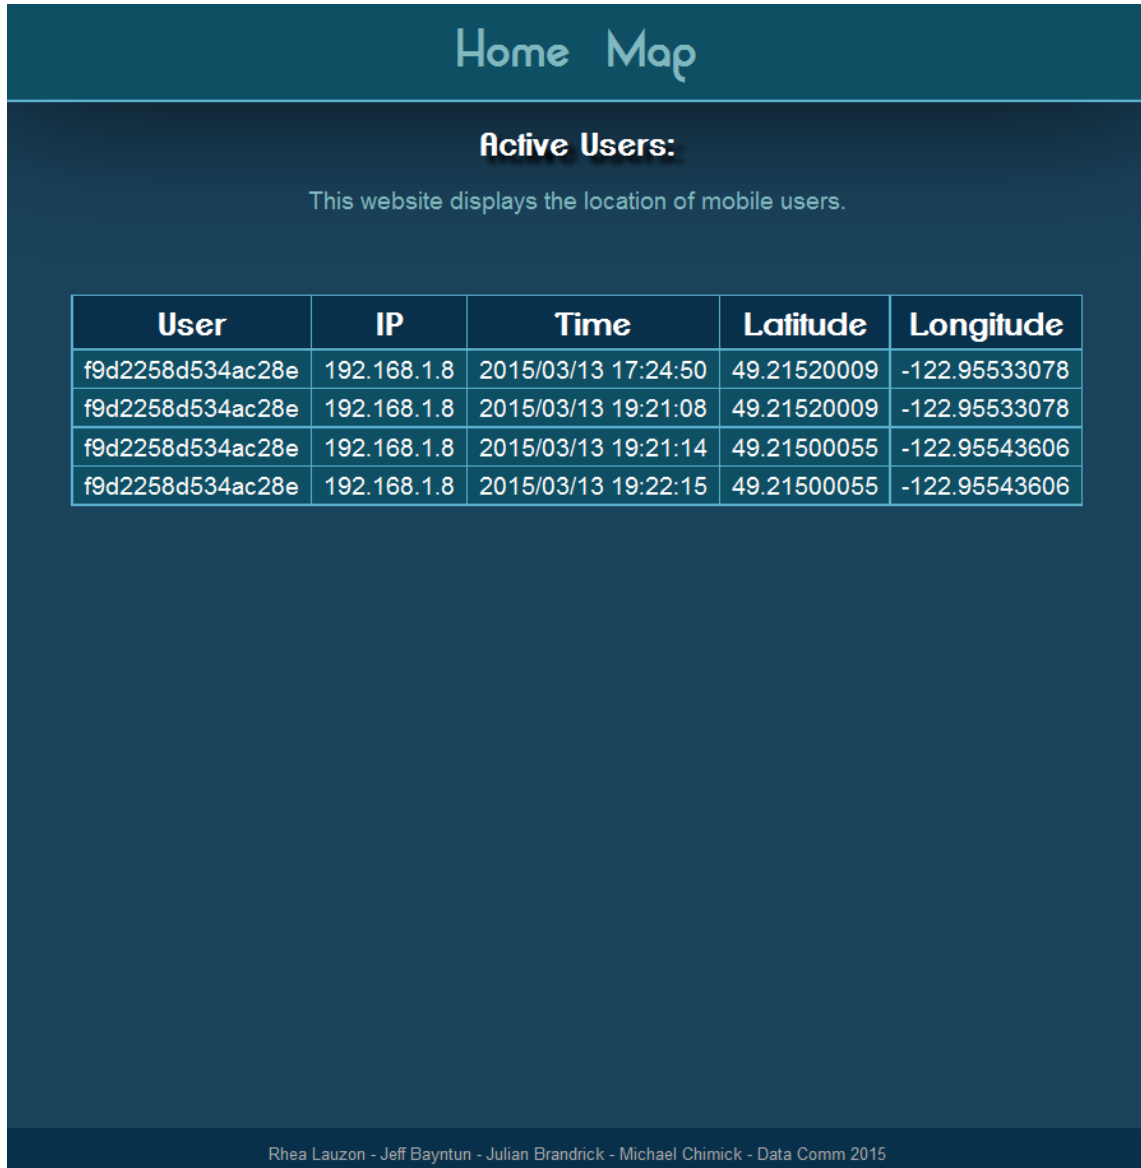 Home Map
Active Users:
This website displays the location of mobile users.
User IP Time Latitude Longitude
f9d2258d534ac28e 192.168.1.8 2015/03/13 17:24:50 49.21520009 -122.95533078
f9d2258d534ac28e 192.168.1.8 2015/03/13 19:21:08 49.21520009 -122.95533078
f9d2258d534ac28e 192.168.1.8 2015/03/13 19:21:14 49.21500055 -122.95543606
f9d2258d534ac28e 192.168.1.8 2015/03/13 19:22:15 49.21500055 -122.95543606
Rhea Lauzon - Jeff Bayntun - Julian Brandrick - Michael Chimick - Data Comm 2015